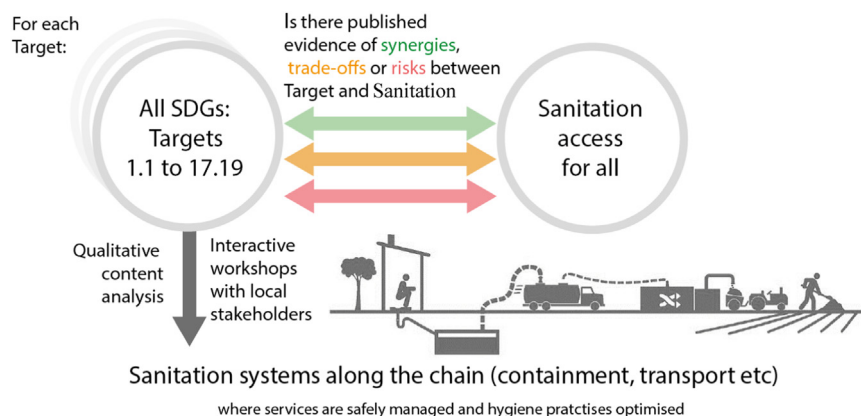 For each
Target:
Is there published
evidence of synergies,
trade-offs or risks between
Target and Sanitation
All SDGs:
Targets
1.1 to 17.19
Sanitation
access
for all
Qualitative
content
analysis
Interactive
workshops
with local
stakeholders
Sanitation systems along the chain (containment, transport etc)
where services are safely managed and hygiene pratctises optimised